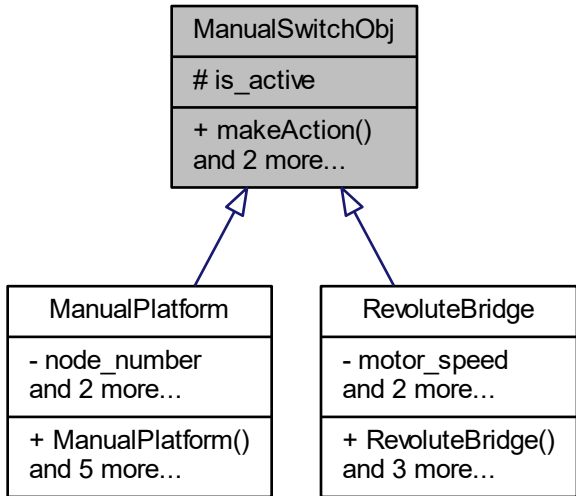 ManualSwitchObj
# is_active
+ makeAction()
and 2 more...
ManualPlatform
- node_number
and 2 more...
+ ManualPlatform()
and 5 more...
RevoluteBridge
- motor_speed
and 2 more...
+ RevoluteBridge()
and 3 more...